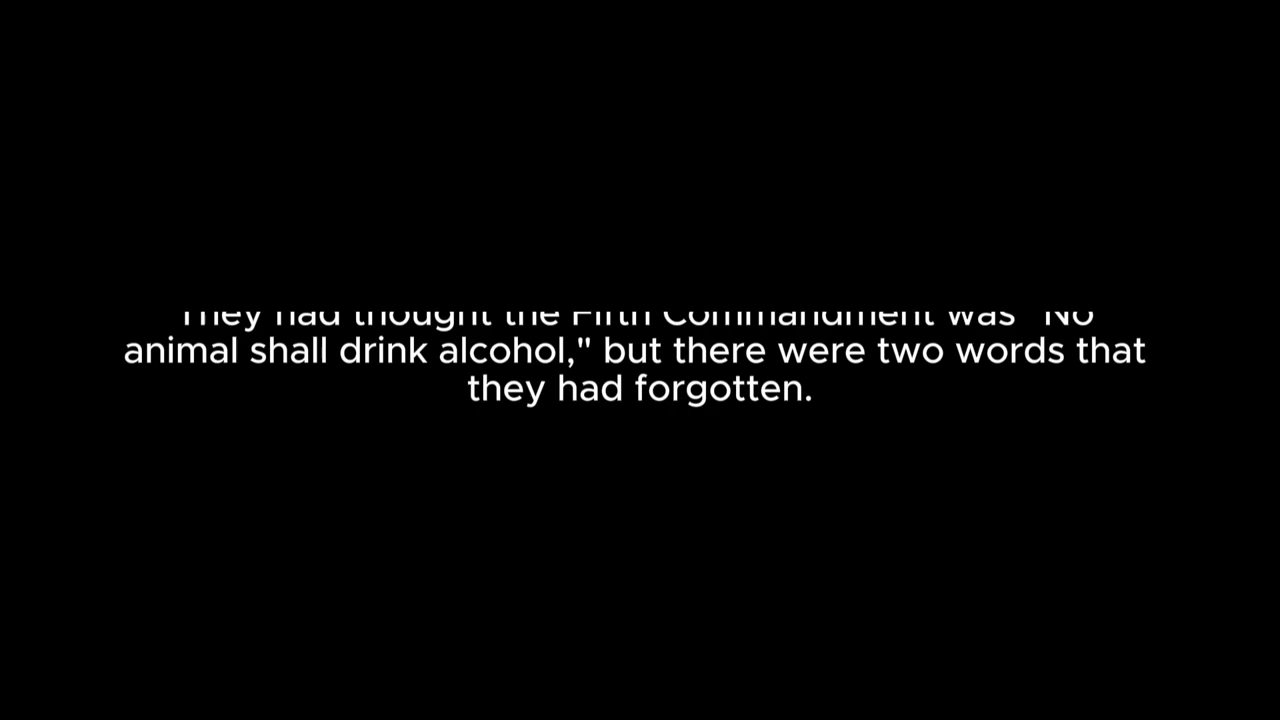 They had thought the Fifth Commandment was "No
animal shall drink alcohol," but there were two words that
they had forgotten.